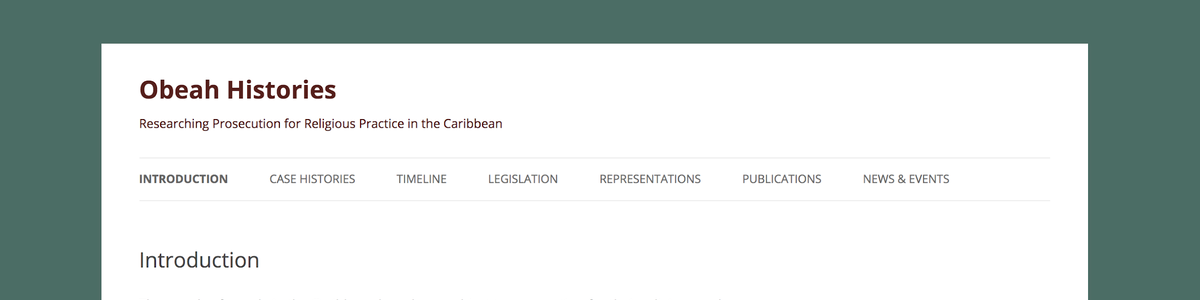 Obeah Histories
Researching Prosecution for Religious Practice in the Caribbean
INTRODUCTION CASE HISTORIES TIMELINE LEGISLATION REPRESENTATIONS PUBLICATIONS NEWS & EVENTS
Introduction